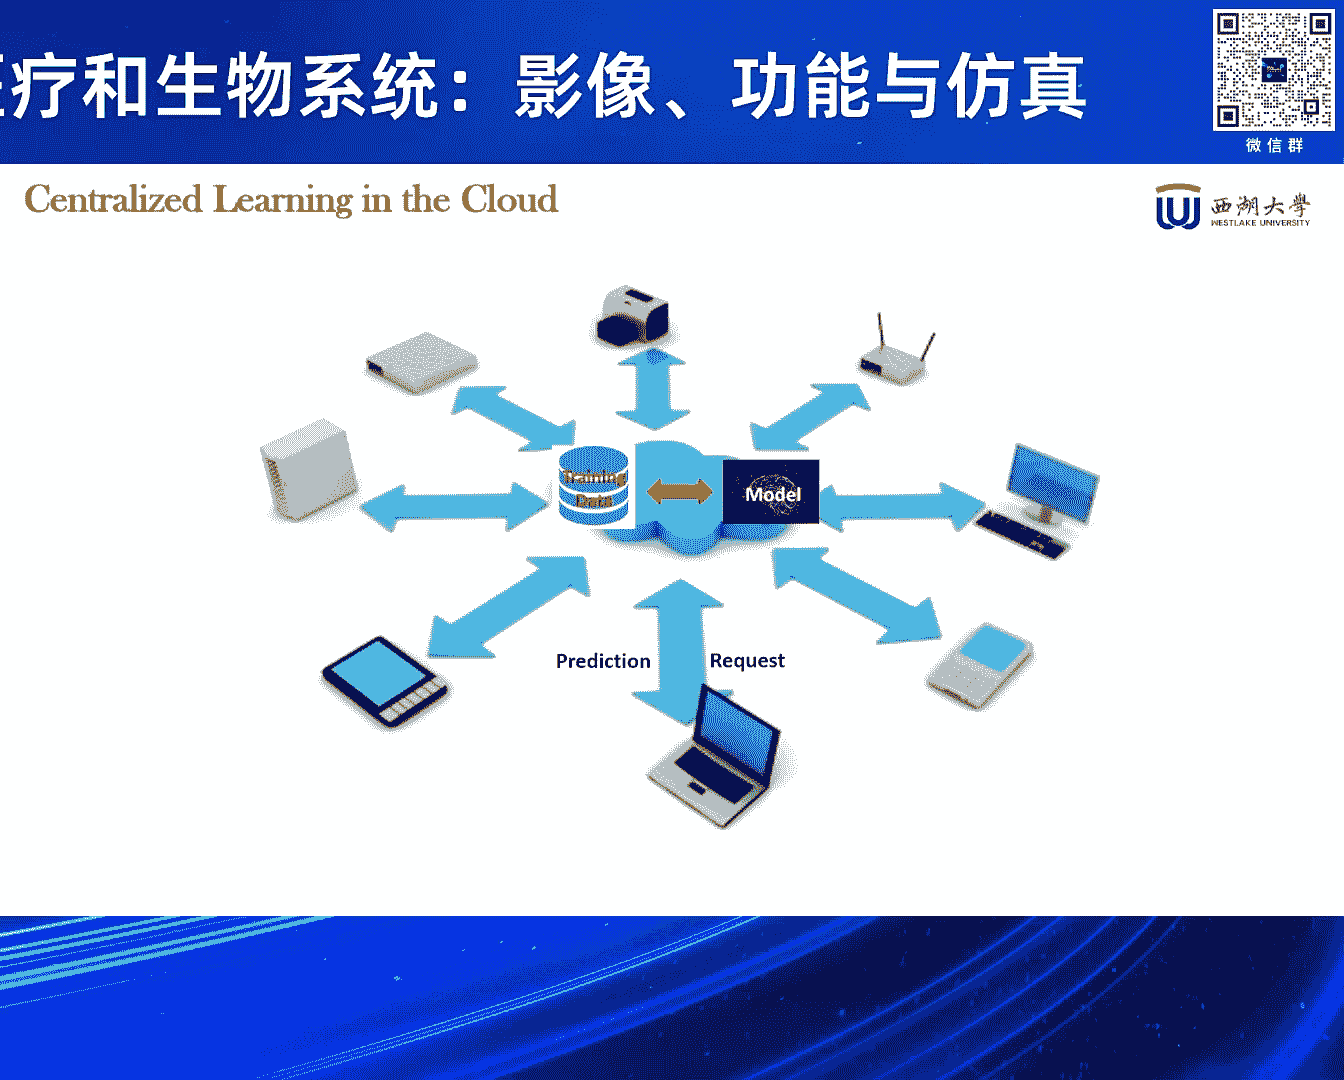 疗和生物系统：影像、功能与仿真
微信群
Centralized Learning in the Cloud
西湖大學
WESTLAKE UNIVERSITY
Training
Data
Model
Prediction
Request